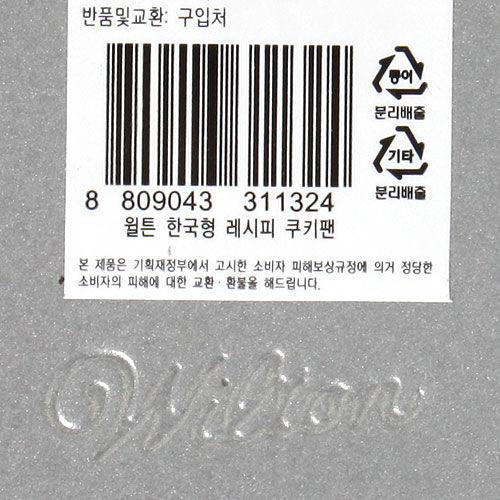 반품및교환: 구입처
종이
분리배출
기타
분리배출
8 809043 311324
윌튼 한국형 레시피 쿠키팬
본 제품은 기획재정부에서 고시한 소비자 피해보상규정에 의거 정당한
소비자의 피해에 대한 교환·환불을 해드립니다.
Wilton